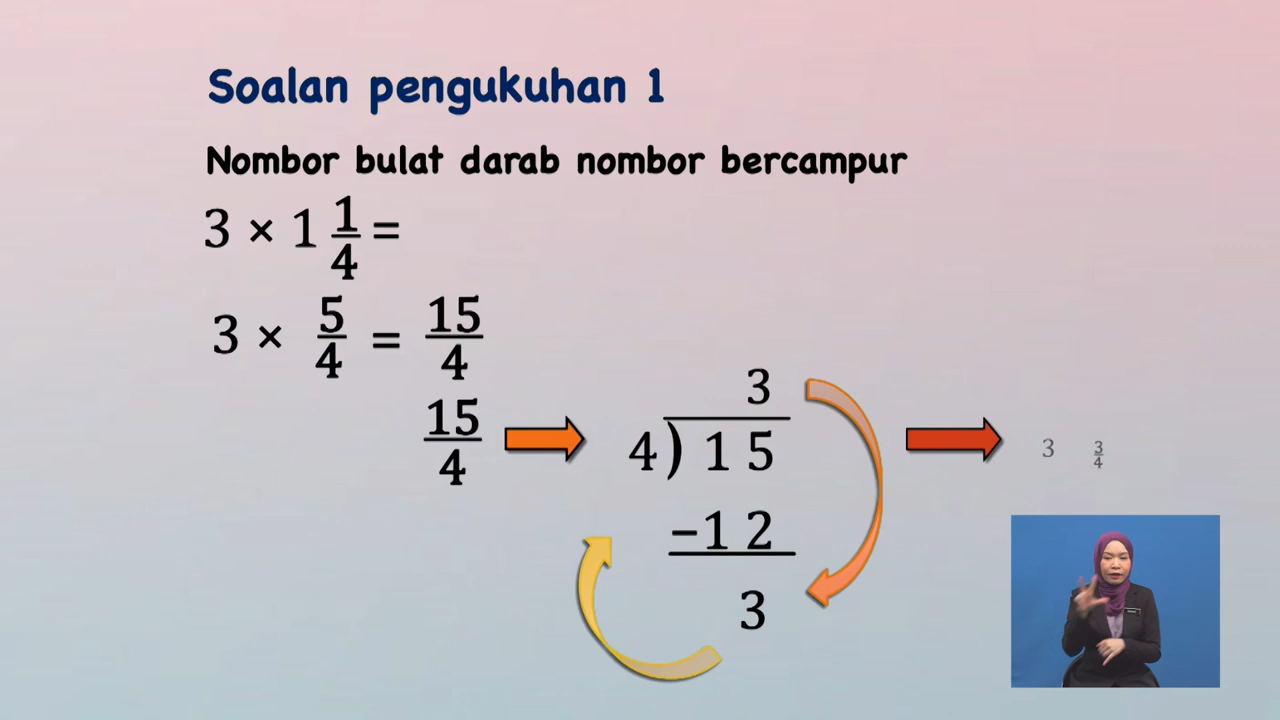 Soalan pengukuhan 1
Nombor bulat darab nombor bercampur
3 × 1 1/4 =
3 × 5/4 = 15/4
3
15/4 4 ) 1 5 3 3/4
−1 2
3